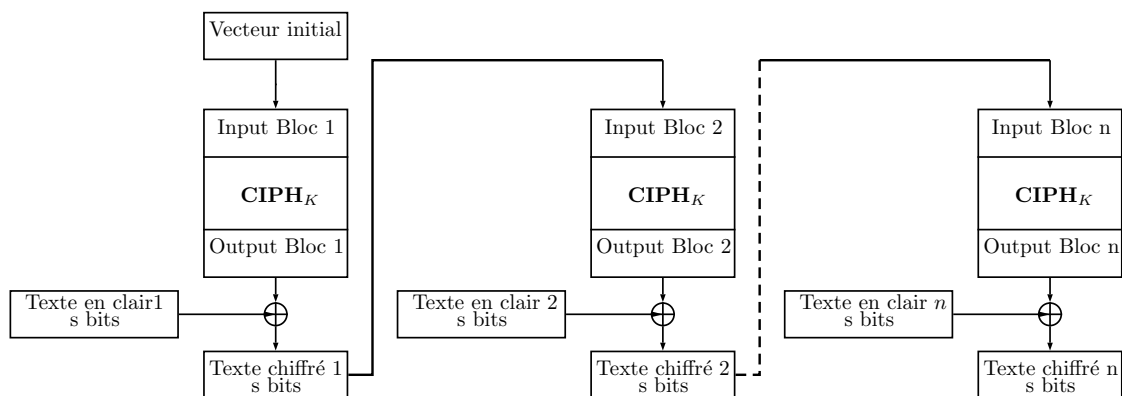 Vecteur initial
Input Bloc 1
Input Bloc 2
Input Bloc n
CIPH_K
CIPH_K
CIPH_K
Output Bloc 1
Output Bloc 2
Output Bloc n
Texte en clair1
s bits
Texte en clair 2
s bits
Texte en clair n
s bits
Texte chiffré 1
s bits
Texte chiffré 2
s bits
Texte chiffré n
s bits